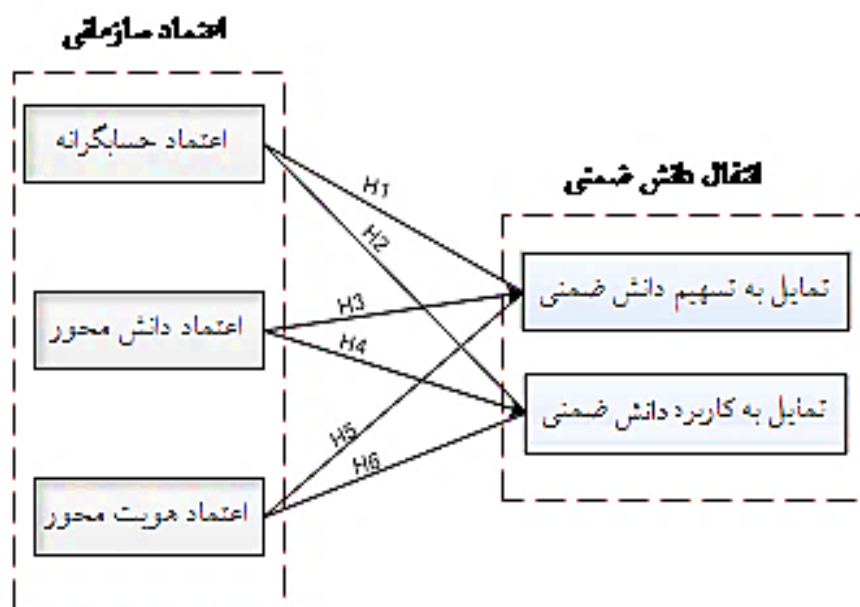 اعتماد سازمانی
اعتماد حسابگرانه
انتقال دانش ضمنی
H1
H2
تمایل به تسهیم دانش ضمنی
H3
اعتماد دانش محور
H4
تمایل به کاربرد دانش ضمنی
H5
H6
اعتماد هویت محور